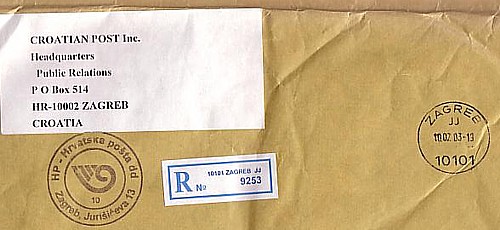 CROATIAN POST Inc.
Headquarters
Public Relations
P O Box 514
HR-10002 ZAGREB
CROATIA
HP - Hrvatska pošta dd
10
Zagreb, Jurišićeva 13
10101 ZAGREB JJ
R No 9253
ZAGREB
JJ
10.02.03-13
10101